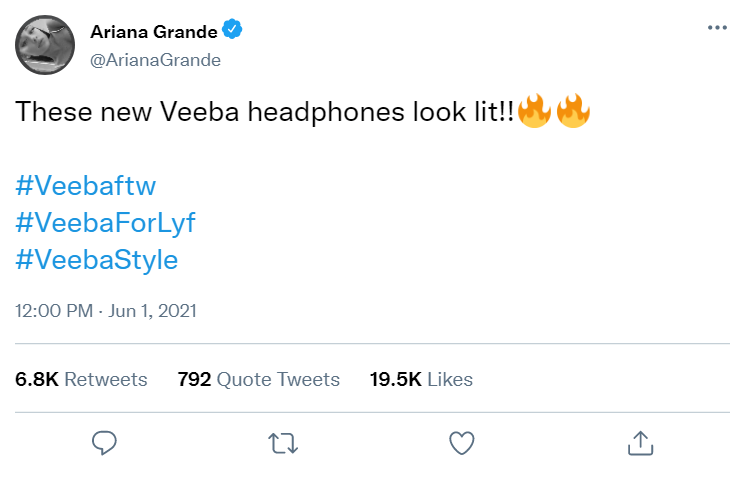 Ariana Grande
@ArianaGrande
These new Veeba headphones look lit!!🔥🔥
#Veebaftw
#VeebaForLyf
#VeebaStyle
12:00 PM · Jun 1, 2021
6.8K Retweets 792 Quote Tweets 19.5K Likes